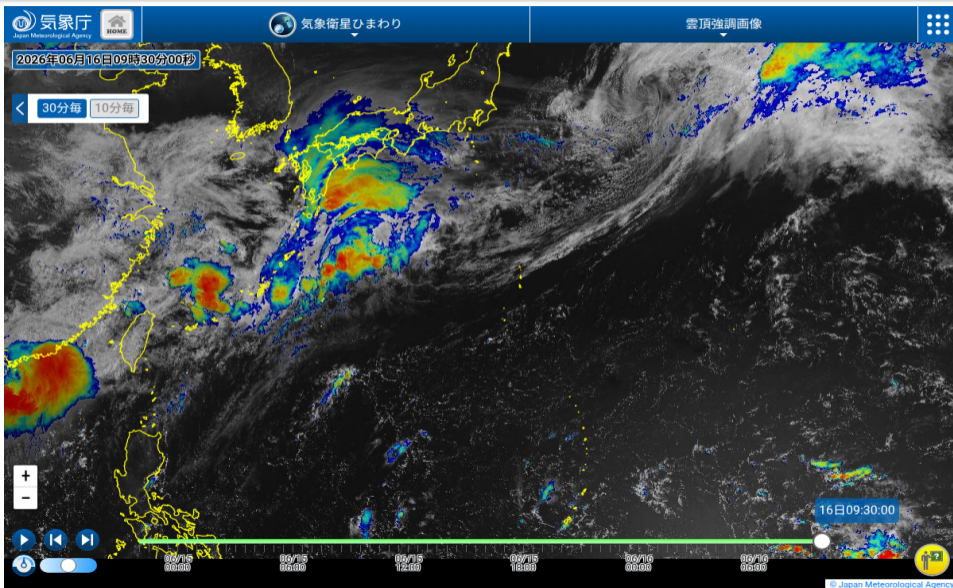 気象庁
Japan Meteorological Agency
HOME
気象衛星ひまわり
雲頂強調画像
2026年06月16日09時30分00秒
30分毎
10分毎
+
−
16日09:30:00
06/15
00:00
06/15
06:00
06/15
12:00
06/15
18:00
06/16
00:00
06/16
06:00
© Japan Meteorological Agency